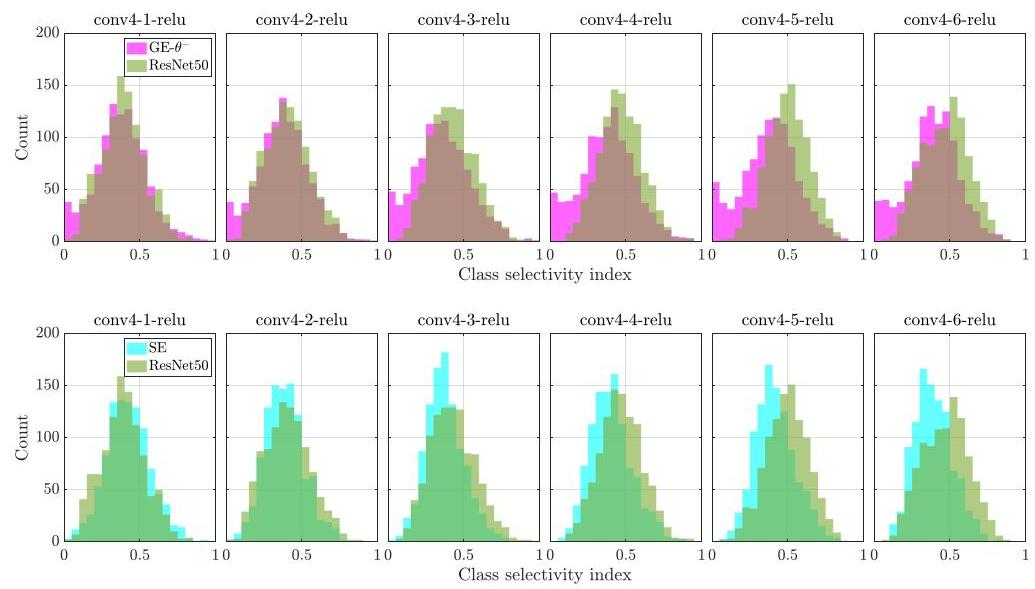 conv4-1-relu conv4-2-relu conv4-3-relu conv4-4-relu conv4-5-relu conv4-6-relu
200
GE-θ⁻
ResNet50
150
100
50
0
Count
0 0.5 1 0 0.5 1 0 0.5 1 0 0.5 1 0 0.5 1 0 0.5 1
Class selectivity index
conv4-1-relu conv4-2-relu conv4-3-relu conv4-4-relu conv4-5-relu conv4-6-relu
200
SE
ResNet50
150
100
50
0
Count
0 0.5 1 0 0.5 1 0 0.5 1 0 0.5 1 0 0.5 1 0 0.5 1
Class selectivity index